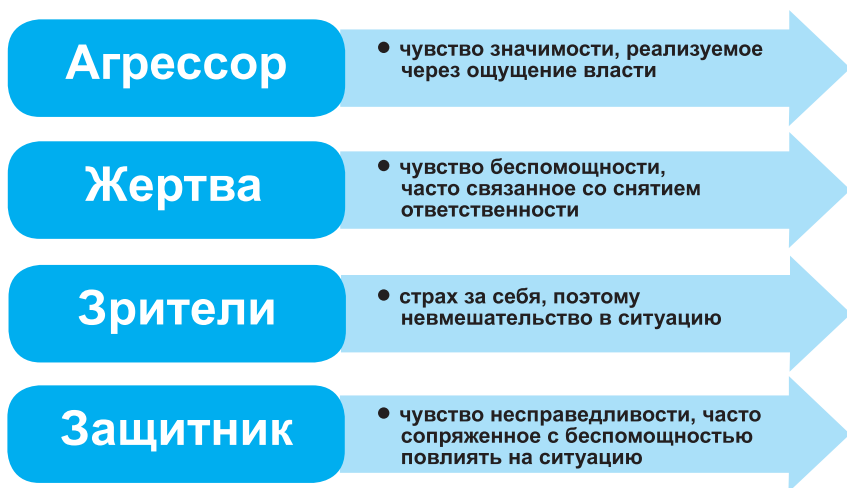 Агрессор
• чувство значимости, реализуемое
через ощущение власти
Жертва
• чувство беспомощности,
часто связанное со снятием
ответственности
Зрители
• страх за себя, поэтому
невмешательство в ситуацию
Защитник
• чувство несправедливости, часто
сопряженное с беспомощностью
повлиять на ситуацию